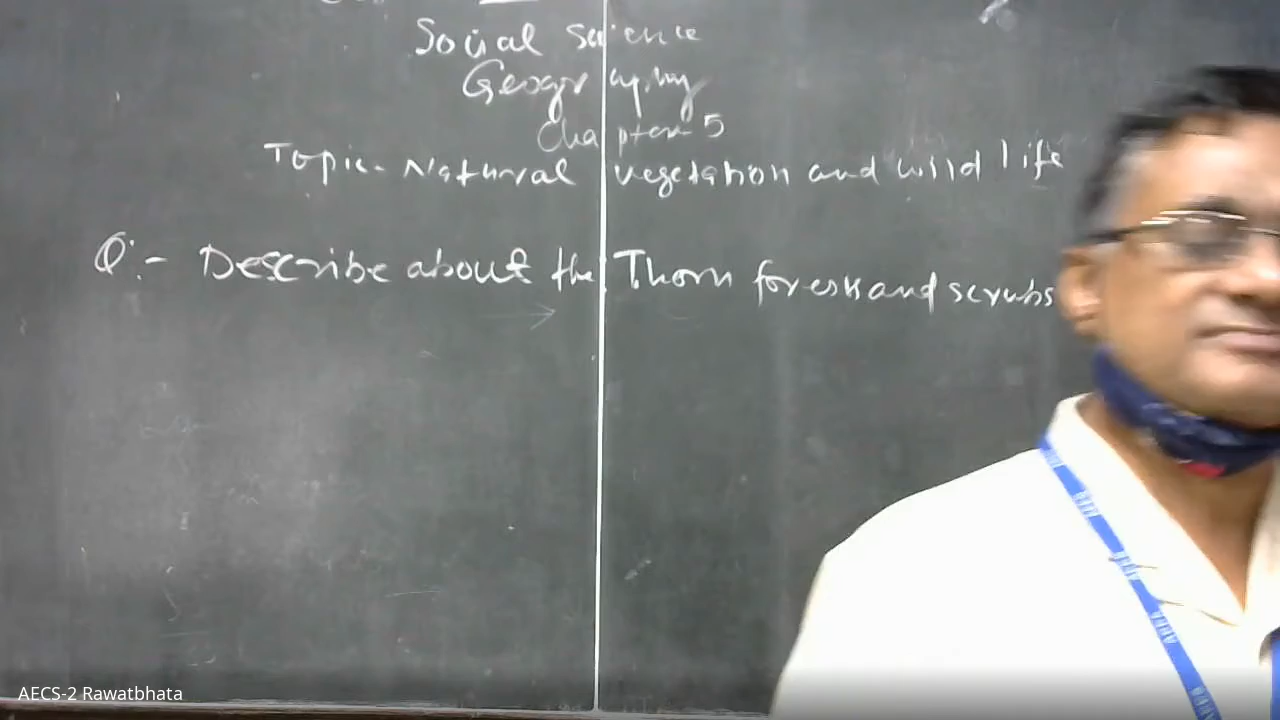 Social Science
Geography
Chapter 5
Topic- Natural vegetation and wild life
Q:- Describe about the Thorn forests and scrubs
AECS-2 Rawatbhata